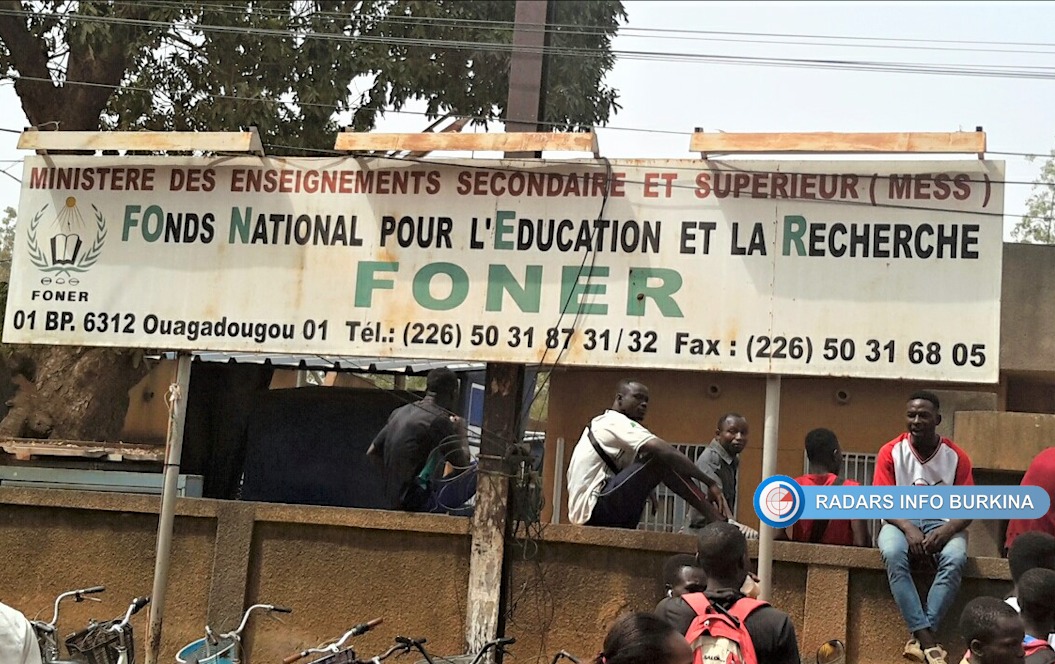 MINISTERE DES ENSEIGNEMENTS SECONDAIRE ET SUPERIEUR ( MESS )
FONDS NATIONAL POUR L'EDUCATION ET LA RECHERCHE
FONER
FONER
01 BP. 6312 Ouagadougou 01 Tél.: (226) 50 31 87 31/32 Fax : (226) 50 31 68 05
RADARS INFO BURKINA